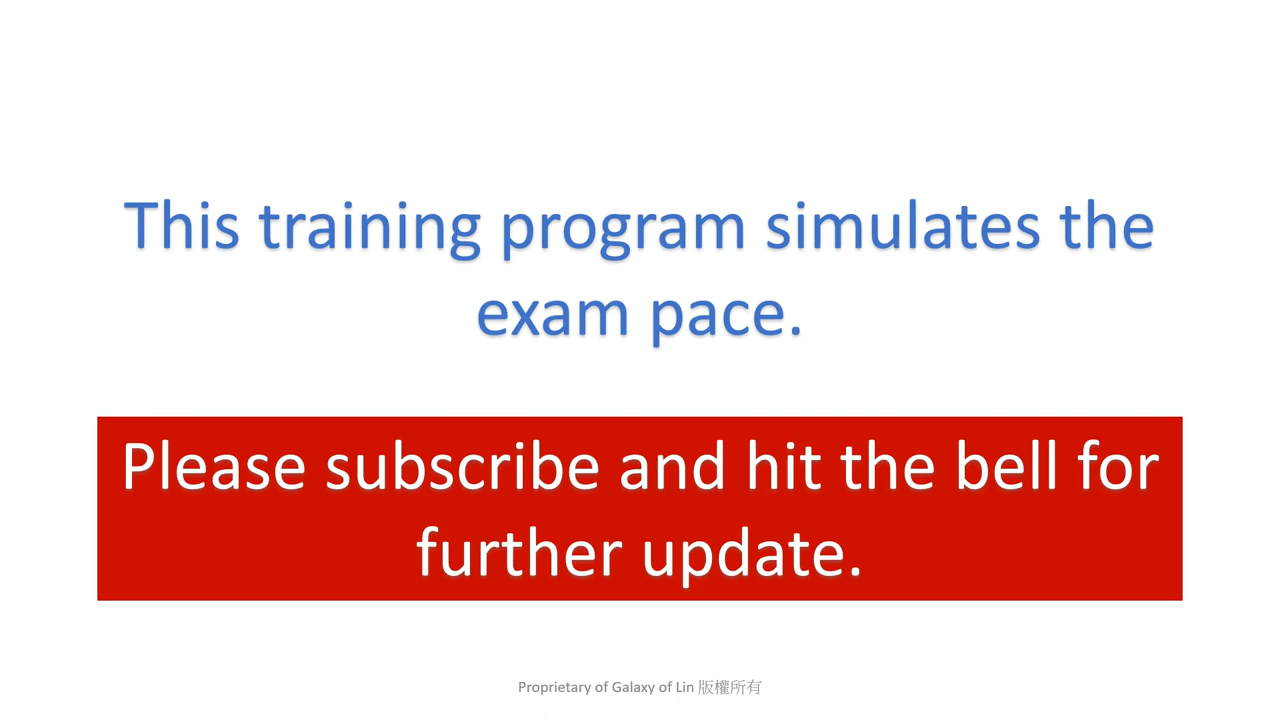 This training program simulates the
exam pace.
Please subscribe and hit the bell for
further update.
Proprietary of Galaxy of Lin 版權所有